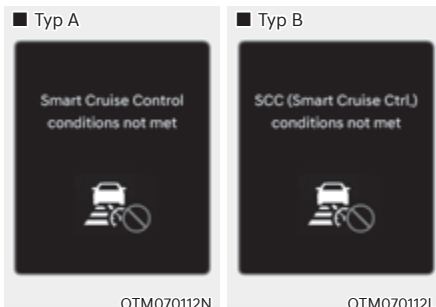 ■ Typ A
Smart Cruise Control
conditions not met
OTM070112N
■ Typ B
SCC (Smart Cruise Ctrl.)
conditions not met
OTM070112L